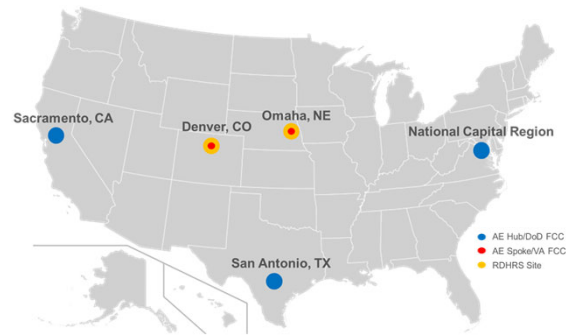 Sacramento, CA
Denver, CO
Omaha, NE
National Capital Region
San Antonio, TX
AE Hub/DoD FCC
AE Spoke/VA FCC
RDHRS Site